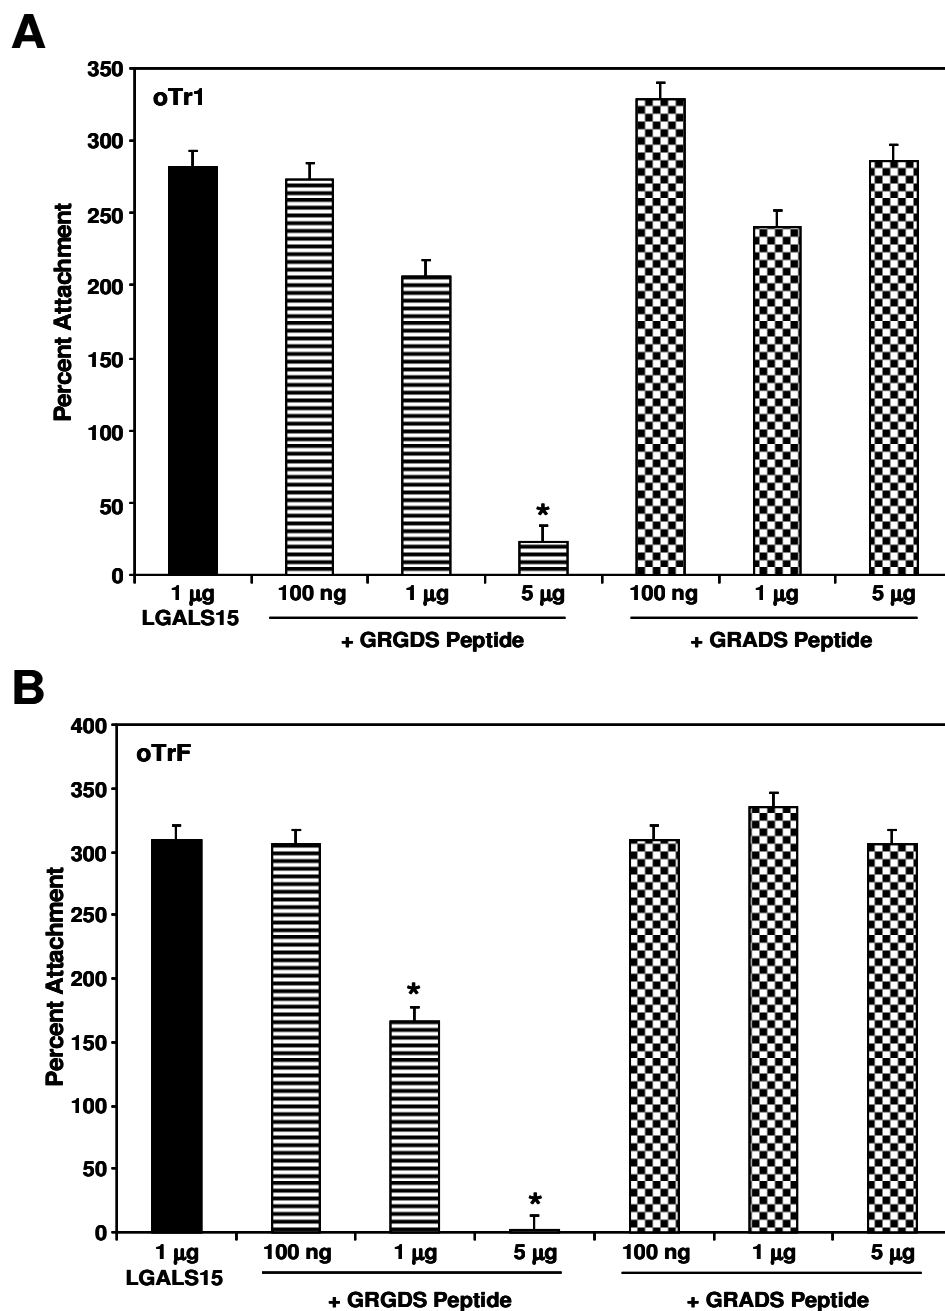 A
350
oTr1
300
250
200
150
100
50
0
Percent Attachment
*
1 µg
100 ng
1 µg
5 µg
100 ng
1 µg
5 µg
LGALS15
+ GRGDS Peptide
+ GRADS Peptide
B
400
oTrF
350
300
250
200
150
100
50
0
Percent Attachment
*
*
1 µg
100 ng
1 µg
5 µg
100 ng
1 µg
5 µg
LGALS15
+ GRGDS Peptide
+ GRADS Peptide